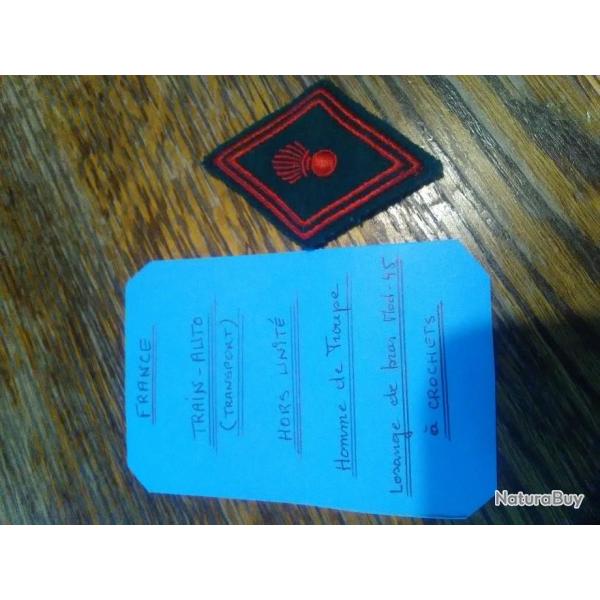 FRANCE
TRAIN-AUTO
(TRANSPORT)
HORS UNITÉ
Homme de Troupe
Losange de bras Mod-45
à CROCHETS.
NaturaBuy